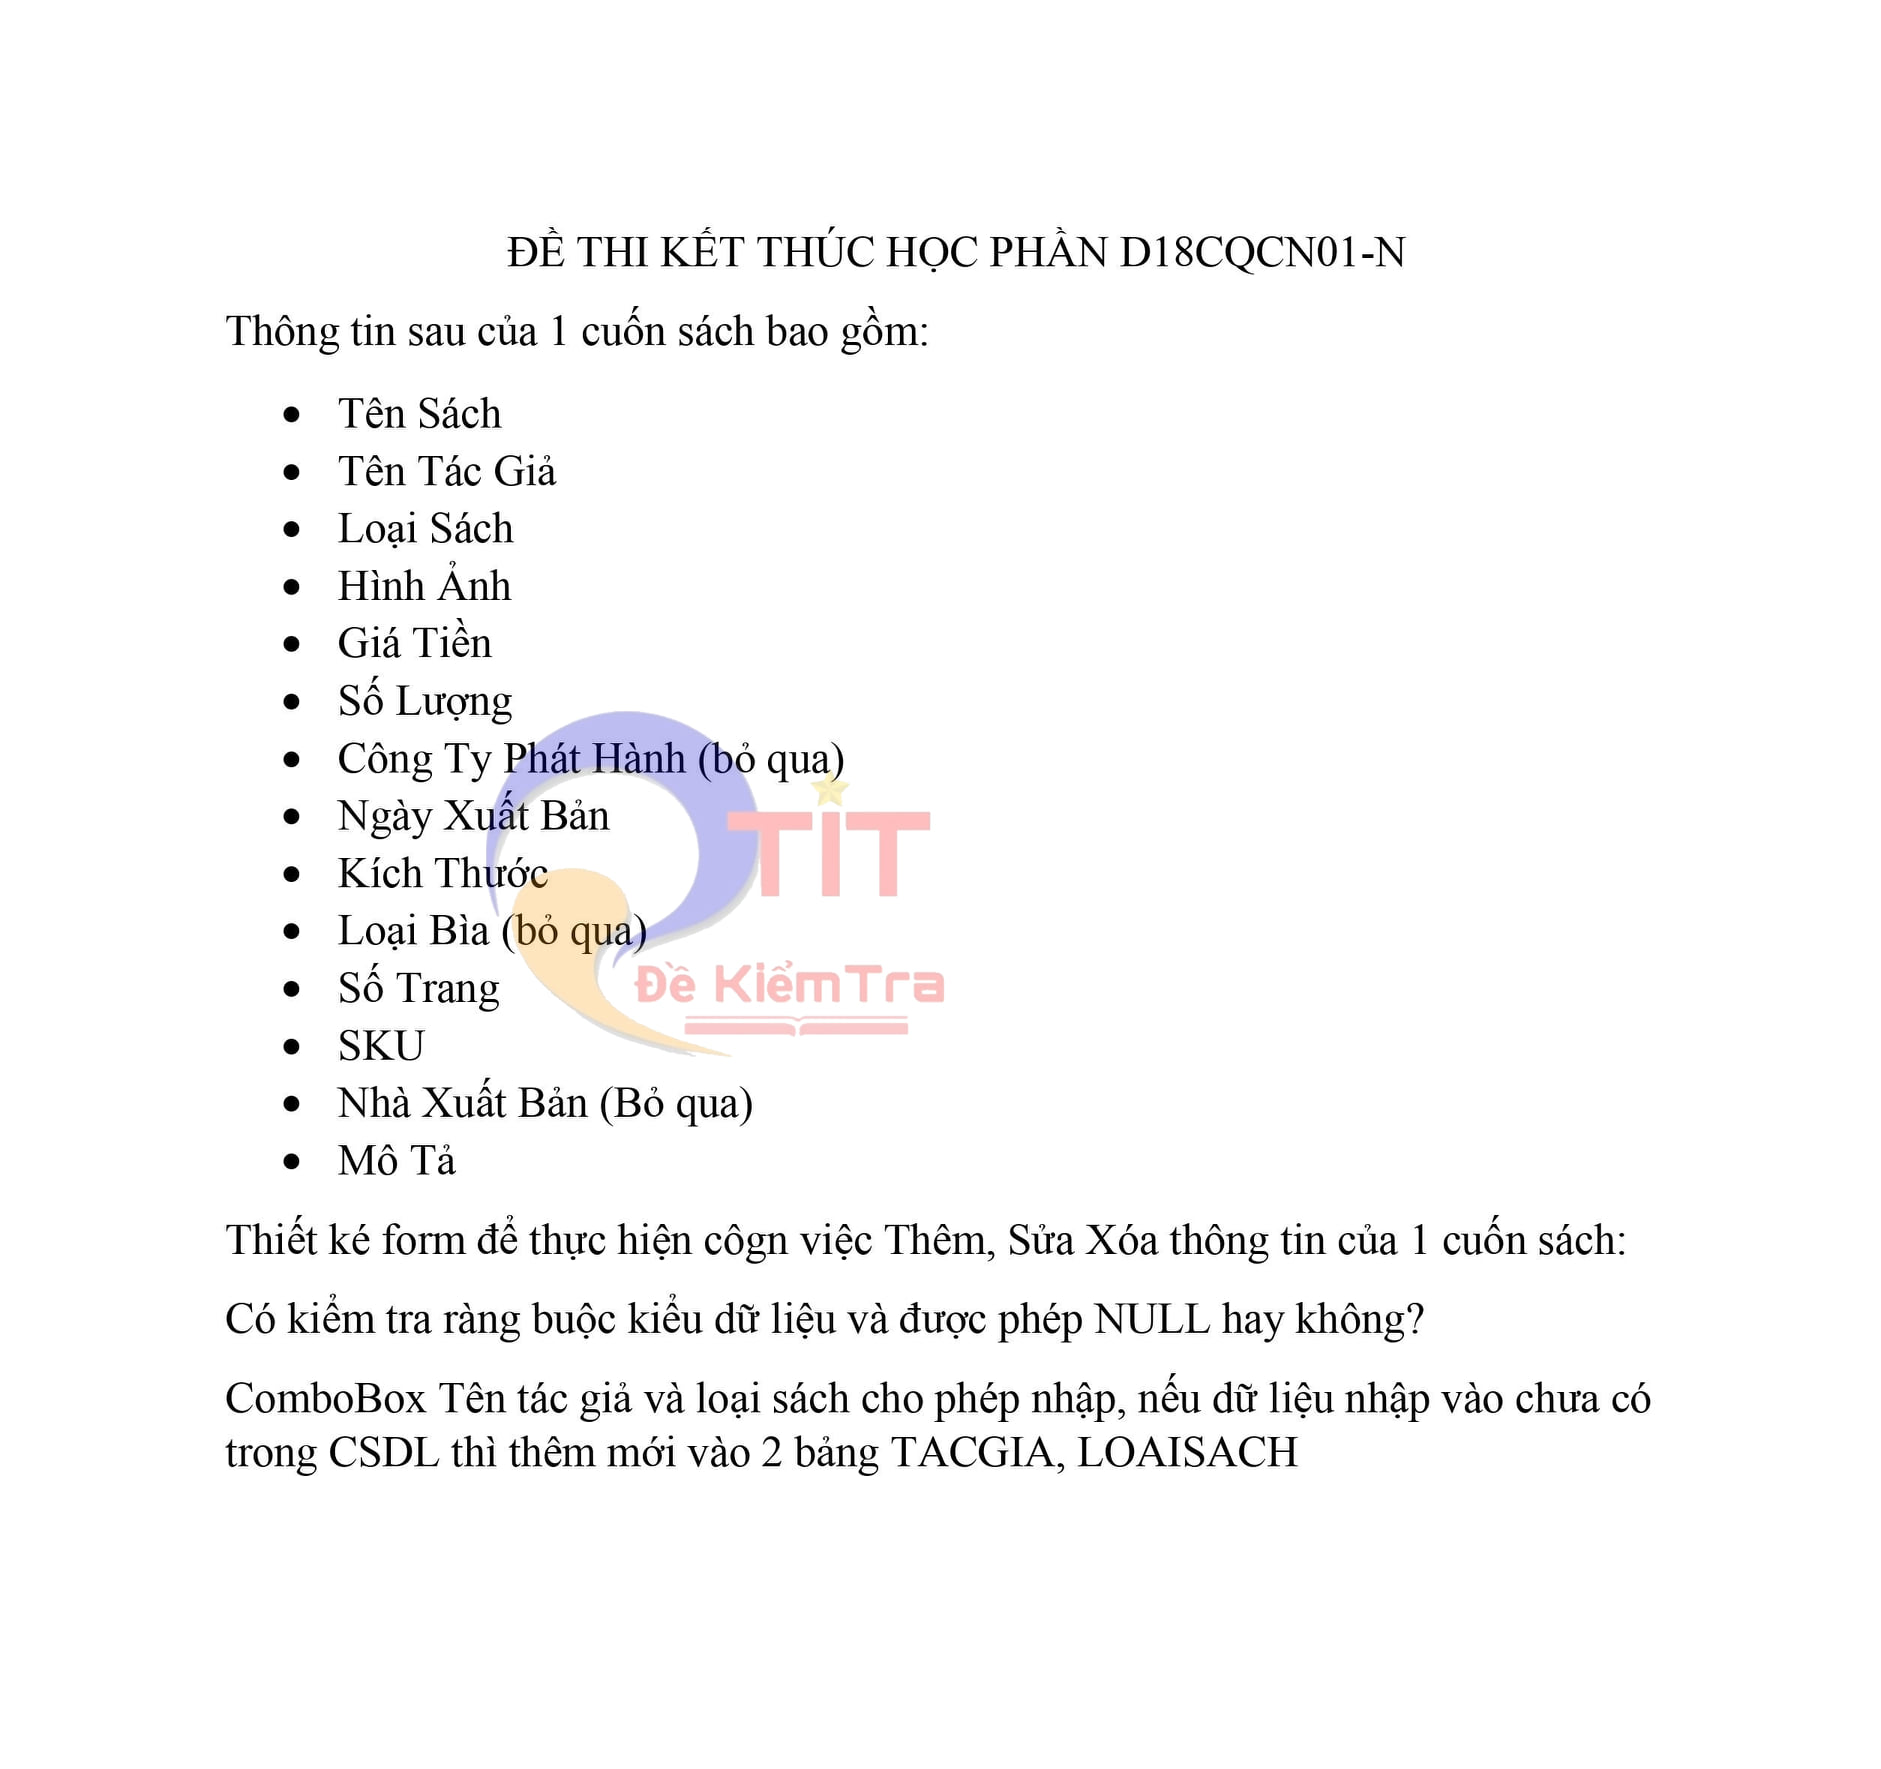 ĐỀ THI KẾT THÚC HỌC PHẦN D18CQCN01-N
Thông tin sau của 1 cuốn sách bao gồm:
• Tên Sách
• Tên Tác Giả
• Loại Sách
• Hình Ảnh
• Giá Tiền
• Số Lượng
• Công Ty Phát Hành (bỏ qua)
• Ngày Xuất Bản
• Kích Thước
• Loại Bìa (bỏ qua)
• Số Trang
• SKU
• Nhà Xuất Bản (Bỏ qua)
• Mô Tả
TIT
Đề KiểmTra
Thiết ké form để thực hiện côgn việc Thêm, Sửa Xóa thông tin của 1 cuốn sách:
Có kiểm tra ràng buộc kiểu dữ liệu và được phép NULL hay không?
ComboBox Tên tác giả và loại sách cho phép nhập, nếu dữ liệu nhập vào chưa có
trong CSDL thì thêm mới vào 2 bảng TACGIA, LOAISACH